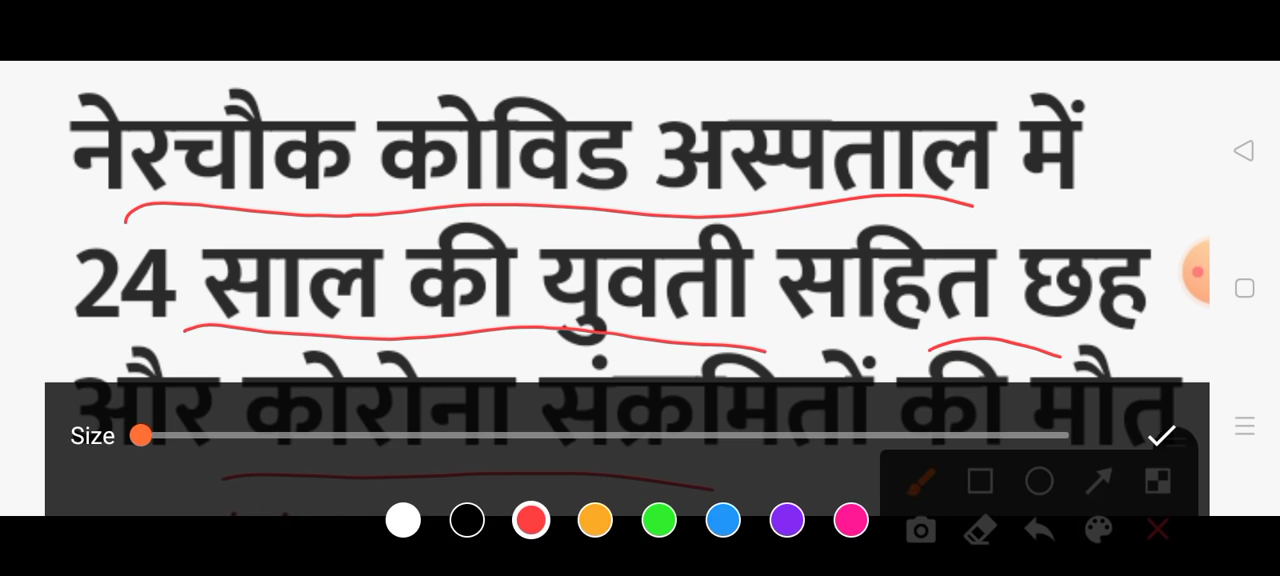 नेरचौक कोविड अस्पताल में
24 साल की युवती सहित छह
और कोरोना संक्रमितों की मौत
Size